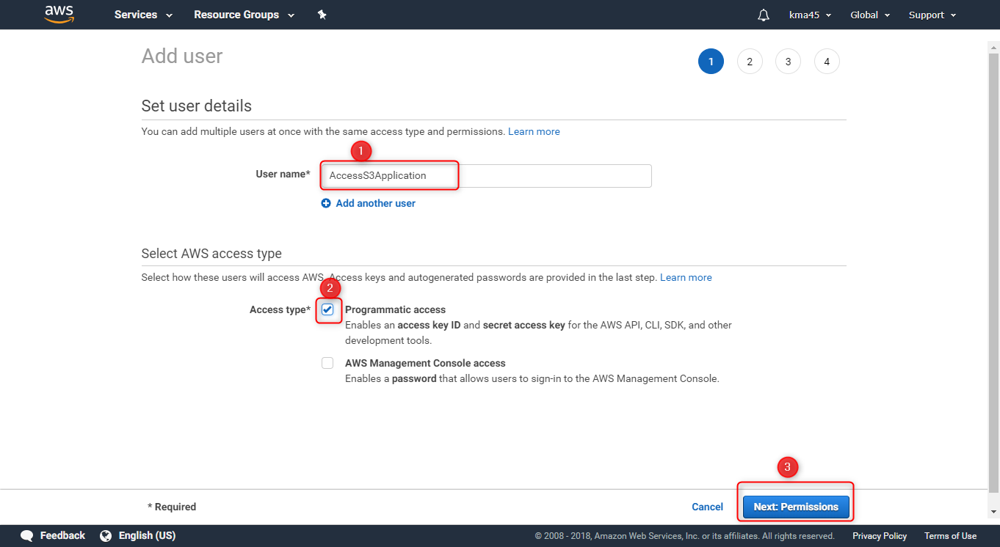 aws Services Resource Groups kma45 Global Support
Add user
1 2 3 4
Set user details
You can add multiple users at once with the same access type and permissions. Learn more
1
User name* AccessS3Application
Add another user
Select AWS access type
Select how these users will access AWS. Access keys and autogenerated passwords are provided in the last step. Learn more
2
Access type* Programmatic access
Enables an access key ID and secret access key for the AWS API, CLI, SDK, and other
development tools.
AWS Management Console access
Enables a password that allows users to sign-in to the AWS Management Console.
3
* Required Cancel Next: Permissions
Feedback English (US) © 2008 - 2018, Amazon Web Services, Inc. or its affiliates. All rights reserved. Privacy Policy Terms of Use